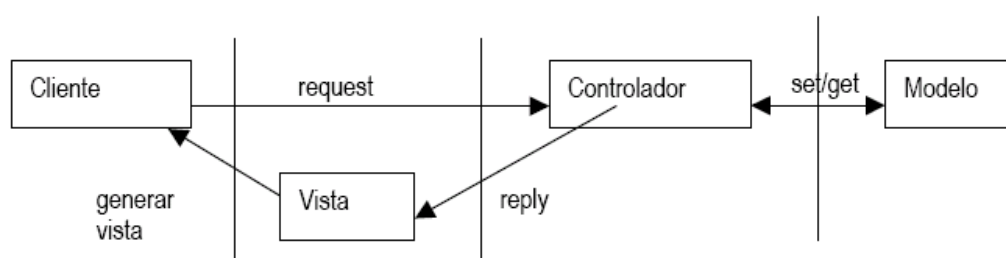 Cliente
request
Controlador
set/get
Modelo
generar
vista
Vista
reply